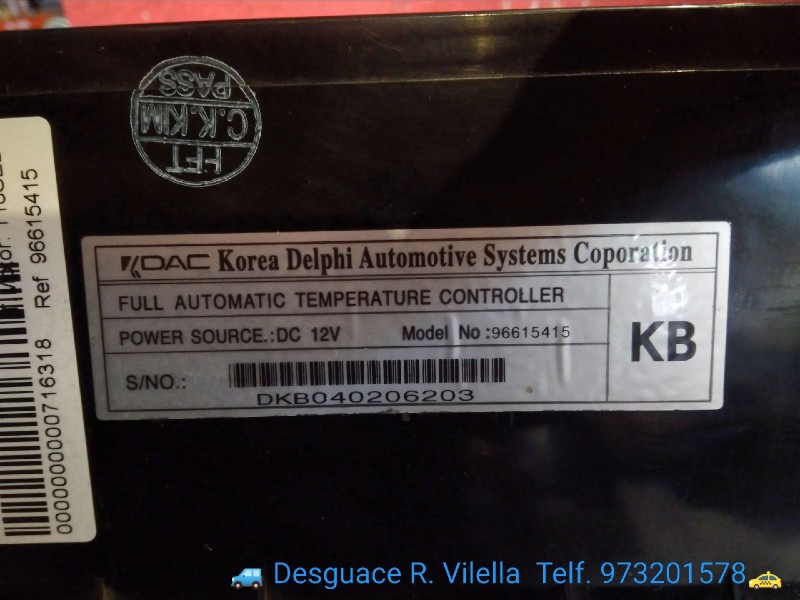 HFT
C.K.KIM
PASS
KDAC Korea Delphi Automotive Systems Coporation
FULL AUTOMATIC TEMPERATURE CONTROLLER
POWER SOURCE.:DC 12V Model No :96615415
KB
S/NO.:
DKB040206203
Ref 96615415
0000000000716318
Desguace R. Vilella Telf. 973201578